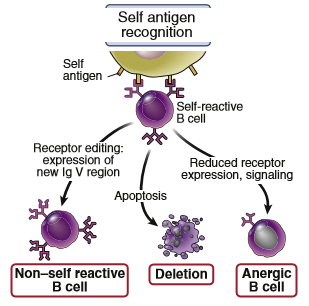 Self antigen
recognition
Self
antigen
Self-reactive
B cell
Receptor editing:
expression of
new Ig V region
Apoptosis
Reduced receptor
expression, signaling
Non–self reactive
B cell
Deletion
Anergic
B cell